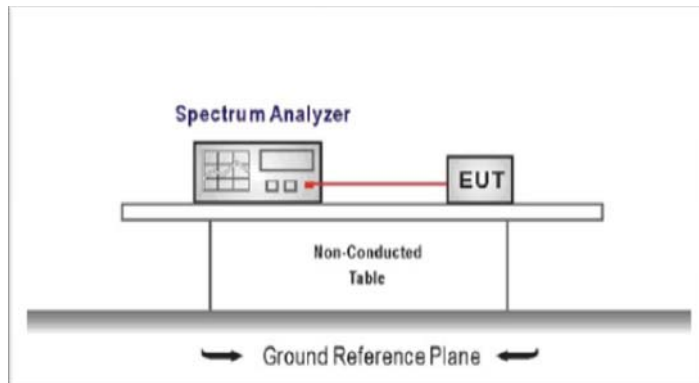 Spectrum Analyzer
EUT
Non-Conducted
Table
Ground Reference Plane